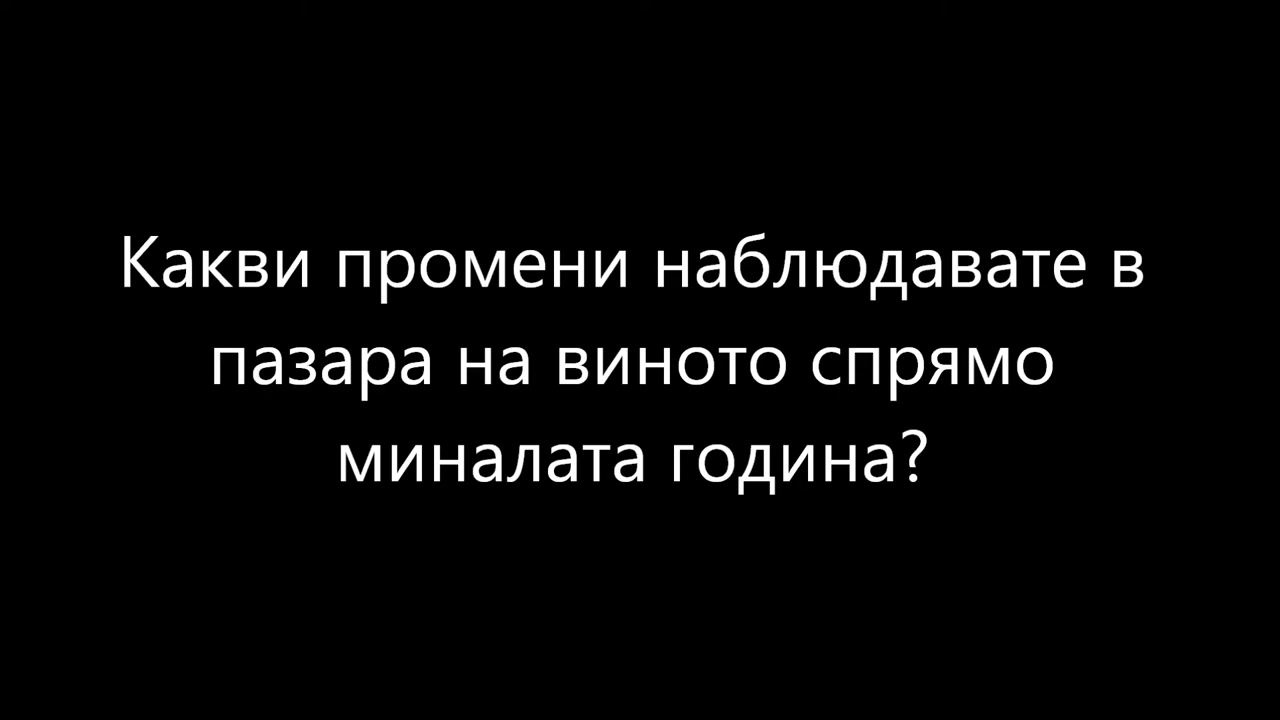 Какви промени наблюдавате в
пазара на виното спрямо
миналата година?